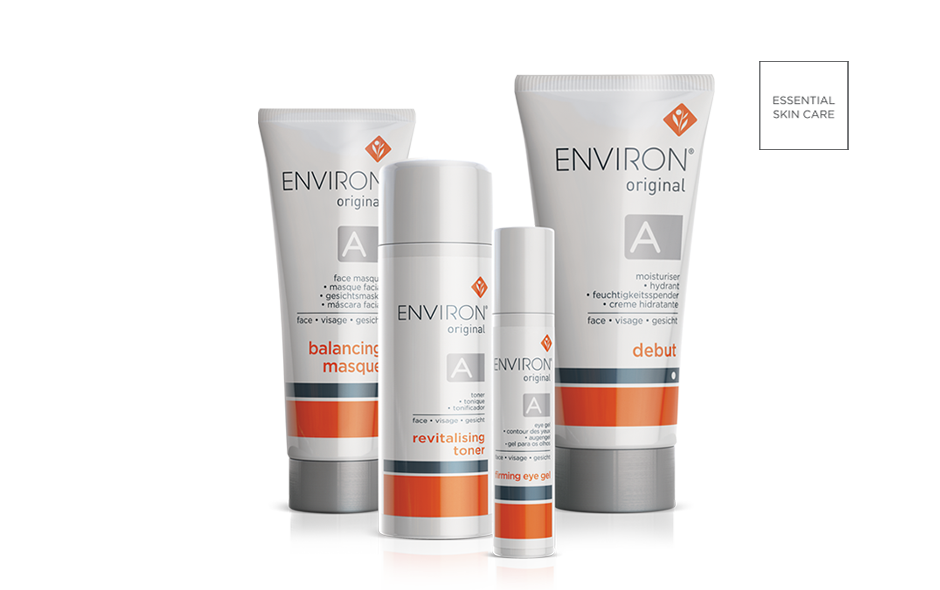 ESSENTIAL
SKIN CARE
ENVIRON
original
A
face masque
• masque facial
• gesichtsmaske
• máscara facial
face • visage • gesicht
balancing
masque
ENVIRON®
original
A
toner
• tonique
• tonificador
face • visage • gesicht
revitalising
toner
ENVIRON®
original
A
eye gel
• contour des yeux
• augengel
• gel para os olhos
face • visage • gesicht
firming eye gel
ENVIRON®
original
A
moisturiser
• hydrant
• feuchtigkeitsspender
• creme hidratante
face • visage • gesicht
debut